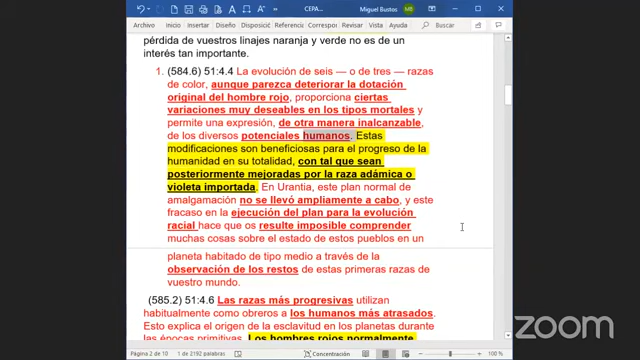 Miguel Bustos
CEPA...
MB
Archivo
Inicio
Insertar
Dibujar
Diseño
Disposición
Referencias
Correspondencia
Revisar
Vista
Ayuda
pérdida de vuestros linajes naranja y verde no es de un
interés tan importante.
1. (584.6) 51:4.4 La evolución de seis — o de tres — razas
de color, aunque parezca deteriorar la dotación
original del hombre rojo, proporciona ciertas
variaciones muy deseables en los tipos mortales y
permite una expresión, de otra manera inalcanzable,
de los diversos potenciales humanos. Estas
modificaciones son beneficiosas para el progreso de la
humanidad en su totalidad, con tal que sean
posteriormente mejoradas por la raza adámica o
violeta importada. En Urantia, este plan normal de
amalgamación no se llevó ampliamente a cabo, y este
fracaso en la ejecución del plan para la evolución
racial hace que os resulte imposible comprender
muchas cosas sobre el estado de estos pueblos en un
planeta habitado de tipo medio a través de la
observación de los restos de estas primeras razas de
vuestro mundo.
(585.2) 51:4.6 Las razas más progresivas utilizan
habitualmente como obreros a los humanos más atrasados.
Esto explica el origen de la esclavitud en los planetas durante
las épocas primitivas. Los hombres rojos normalmente
Página 2 de 10
1 de 2192 palabras
Concentración
100 %
zoom